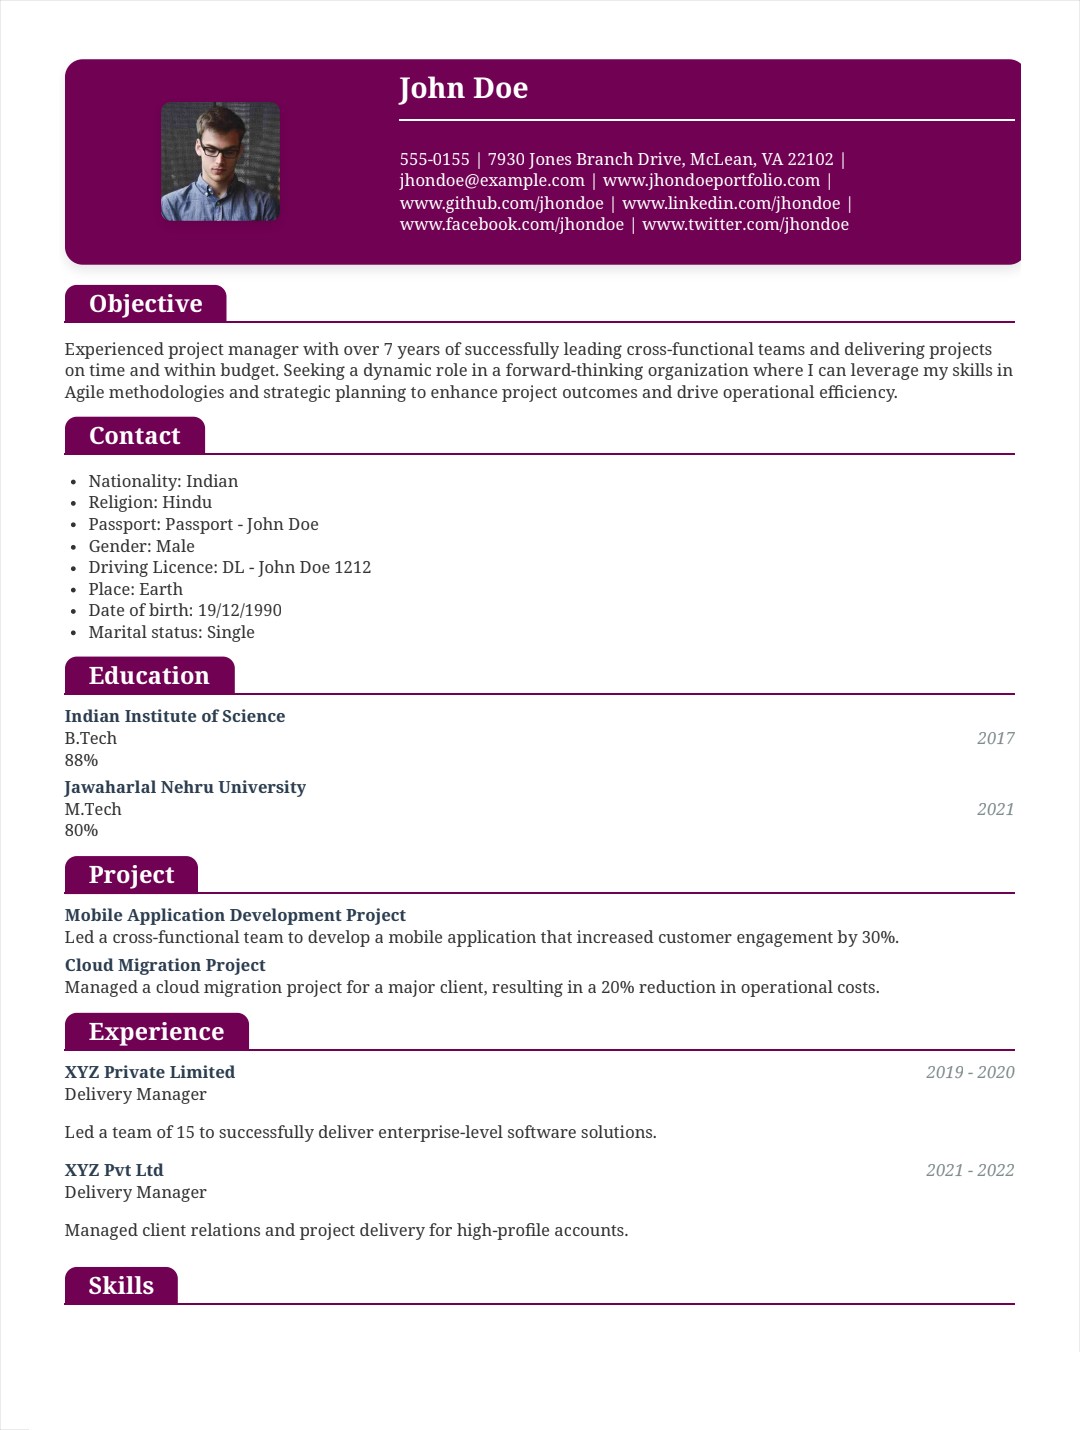 John Doe
555-0155 | 7930 Jones Branch Drive, McLean, VA 22102 |
jhondoe@example.com | www.jhondoeportfolio.com |
www.github.com/jhondoe | www.linkedin.com/jhondoe |
www.facebook.com/jhondoe | www.twitter.com/jhondoe
Objective
Experienced project manager with over 7 years of successfully leading cross-functional teams and delivering projects
on time and within budget. Seeking a dynamic role in a forward-thinking organization where I can leverage my skills in
Agile methodologies and strategic planning to enhance project outcomes and drive operational efficiency.
Contact
• Nationality: Indian
• Religion: Hindu
• Passport: Passport - John Doe
• Gender: Male
• Driving Licence: DL - John Doe 1212
• Place: Earth
• Date of birth: 19/12/1990
• Marital status: Single
Education
Indian Institute of Science
B.Tech 2017
88%
Jawaharlal Nehru University
M.Tech 2021
80%
Project
Mobile Application Development Project
Led a cross-functional team to develop a mobile application that increased customer engagement by 30%.
Cloud Migration Project
Managed a cloud migration project for a major client, resulting in a 20% reduction in operational costs.
Experience
XYZ Private Limited 2019 - 2020
Delivery Manager
Led a team of 15 to successfully deliver enterprise-level software solutions.
XYZ Pvt Ltd 2021 - 2022
Delivery Manager
Managed client relations and project delivery for high-profile accounts.
Skills